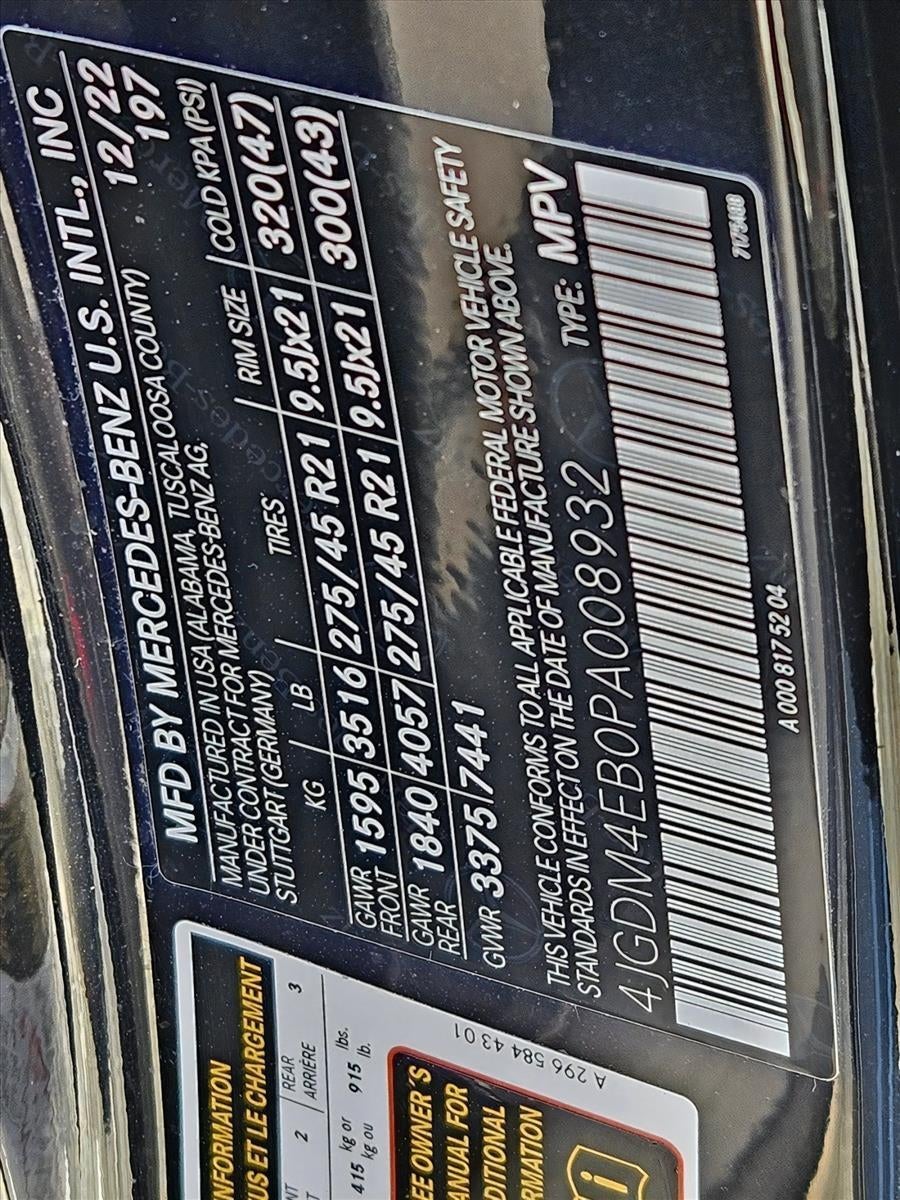 MFD BY MERCEDES-BENZ U.S. INTL., INC
MANUFACTURED IN USA (ALABAMA, TUSCALOOSA COUNTY) 12/22
UNDER CONTRACT FOR MERCEDES-BENZ AG, 197
STUTTGART (GERMANY)
KG LB TIRES RIM SIZE COLD KPA (PSI)
GAWR FRONT 1595 3516 275/45 R21 9.5Jx21 320(47)
GAWR REAR 1840 4057 275/45 R21 9.5Jx21 300(43)
GVWR 3375 7441
THIS VEHICLE CONFORMS TO ALL APPLICABLE FEDERAL MOTOR VEHICLE SAFETY
STANDARDS IN EFFECT ON THE DATE OF MANUFACTURE SHOWN ABOVE.
4JGDM4EB0PA008932 TYPE: MPV
A 000 817 52 04
US ET LE CHARGEMENT
2 REAR 3
ARRIÈRE
415 kg or 915 lbs.
kg ou lb.
A 296 584 43 01